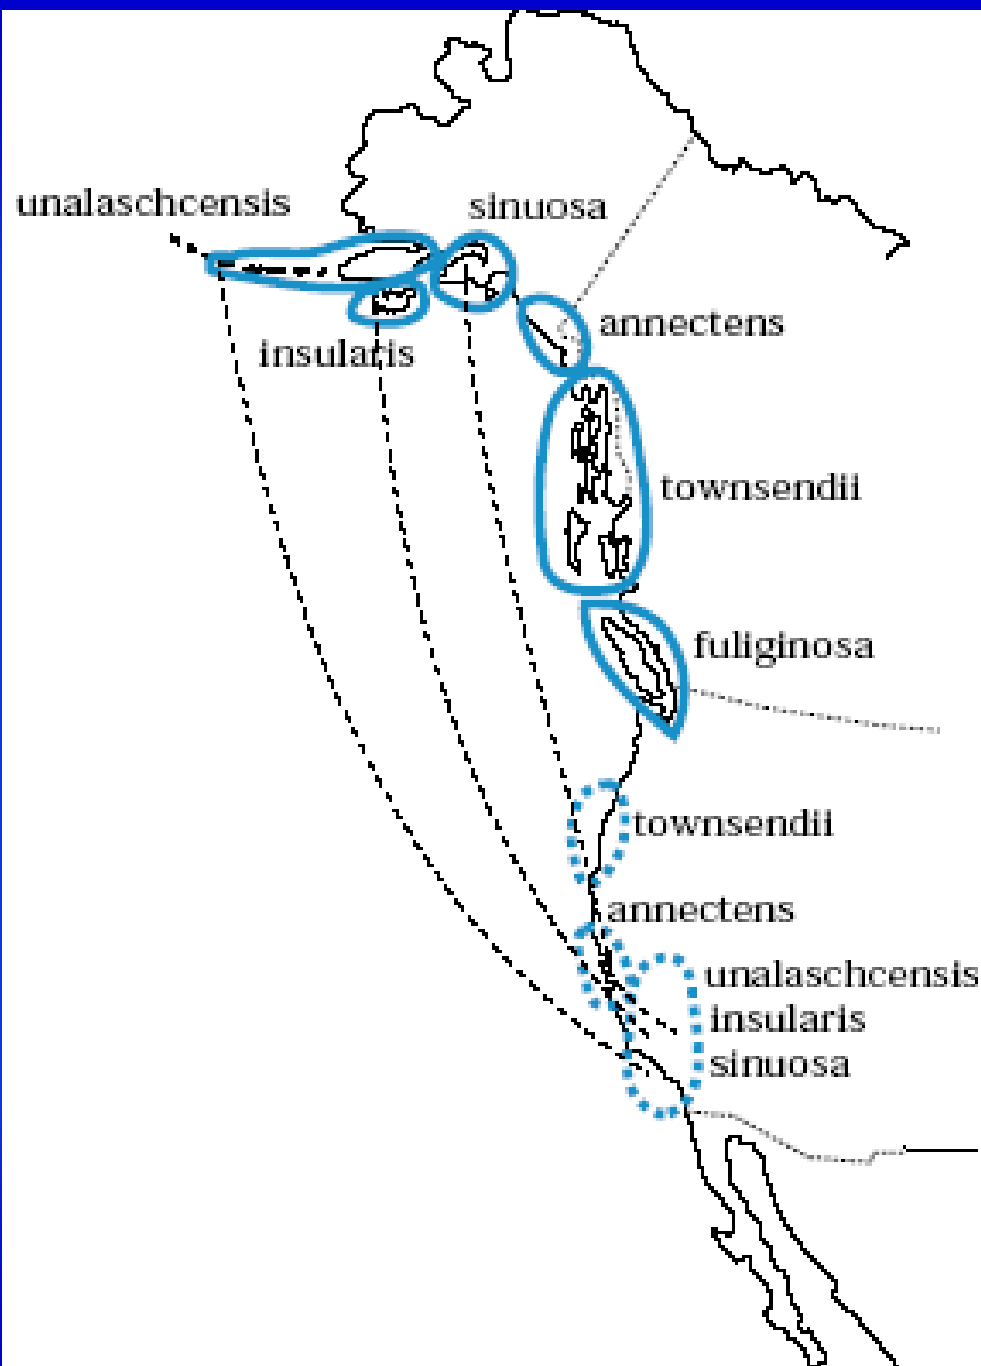 unalaschcensis
sinuosa
annectens
insularis
townsendii
fuliginosa
townsendii
annectens
unalaschcensis
insularis
sinuosa